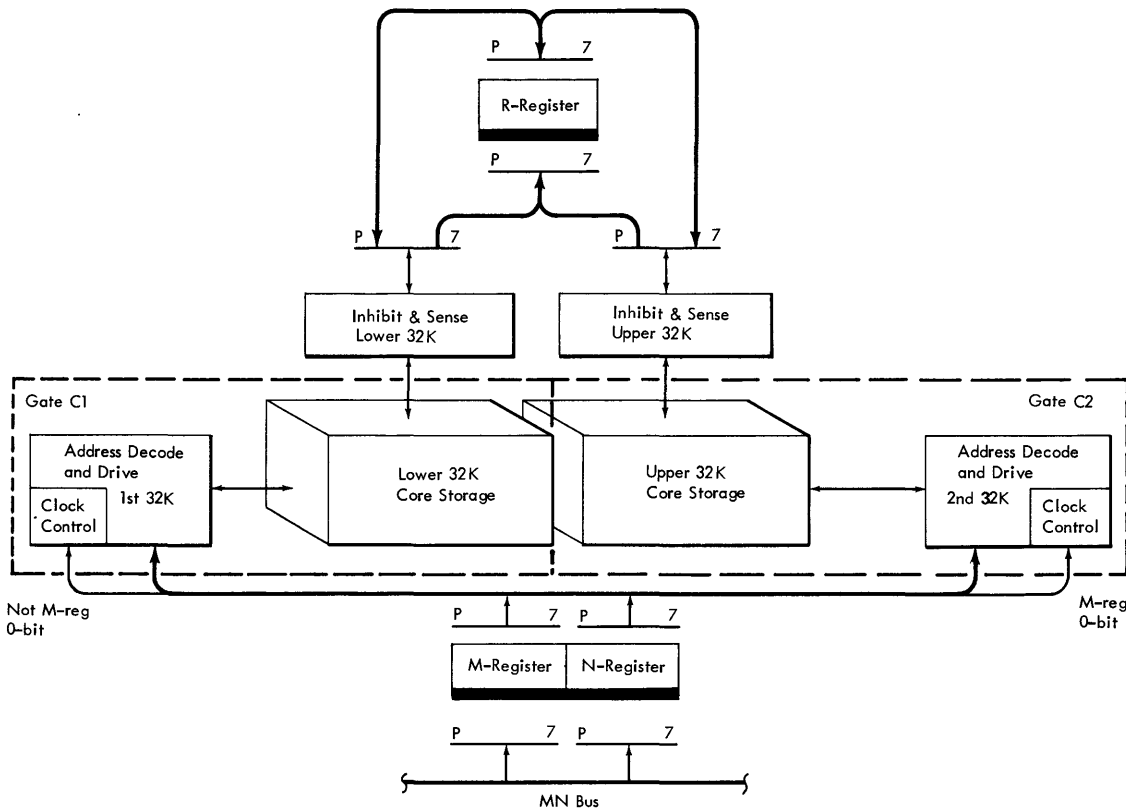 P 7
R-Register
P 7
P 7
P 7
Inhibit & Sense
Lower 32K
Inhibit & Sense
Upper 32K
Gate C1
Gate C2
Address Decode
and Drive
1st 32K
Clock
Control
Lower 32K
Core Storage
Upper 32K
Core Storage
Address Decode
and Drive
2nd 32K
Clock
Control
Not M-reg
0-bit
M-reg
0-bit
P 7
P 7
M-Register
N-Register
P 7
P 7
MN Bus